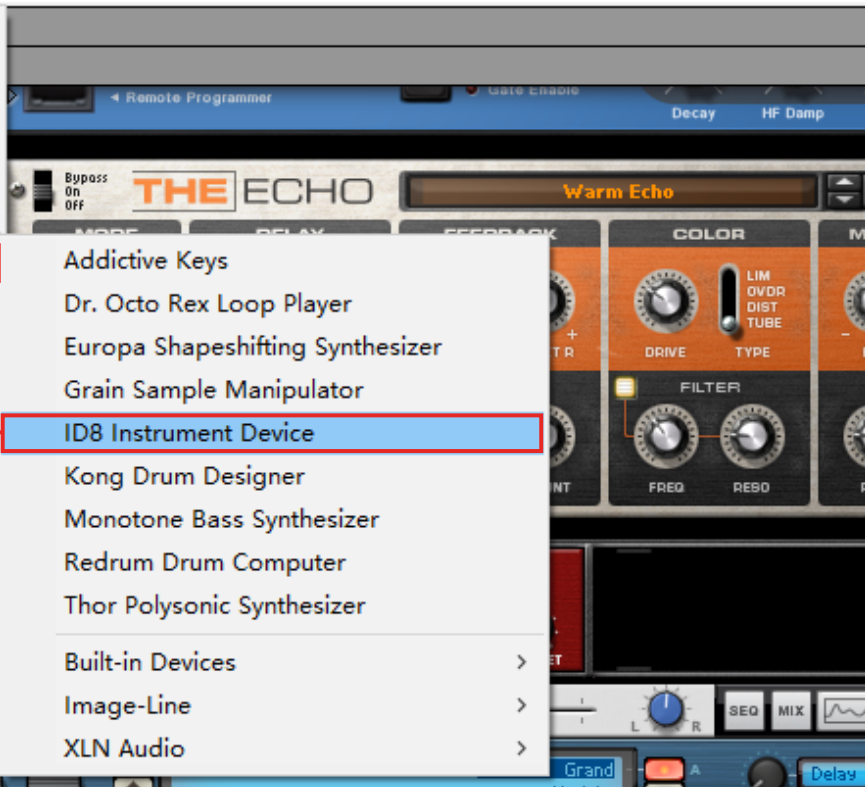 Remote Programmer
Gate Enable
Decay
HF Damp
Bypass
On
Off
THE ECHO
Warm Echo
MODE
DELAY
FEEDBACK
COLOR
Addictive Keys
Dr. Octo Rex Loop Player
Europa Shapeshifting Synthesizer
Grain Sample Manipulator
ID8 Instrument Device
Kong Drum Designer
Monotone Bass Synthesizer
Redrum Drum Computer
Thor Polysonic Synthesizer
Built-in Devices
Image-Line
XLN Audio
LIM
OVDR
DIST
TUBE
DRIVE
TYPE
FILTER
FREQ
RESO
L
R
SEQ
MIX
Grand
A
Delay